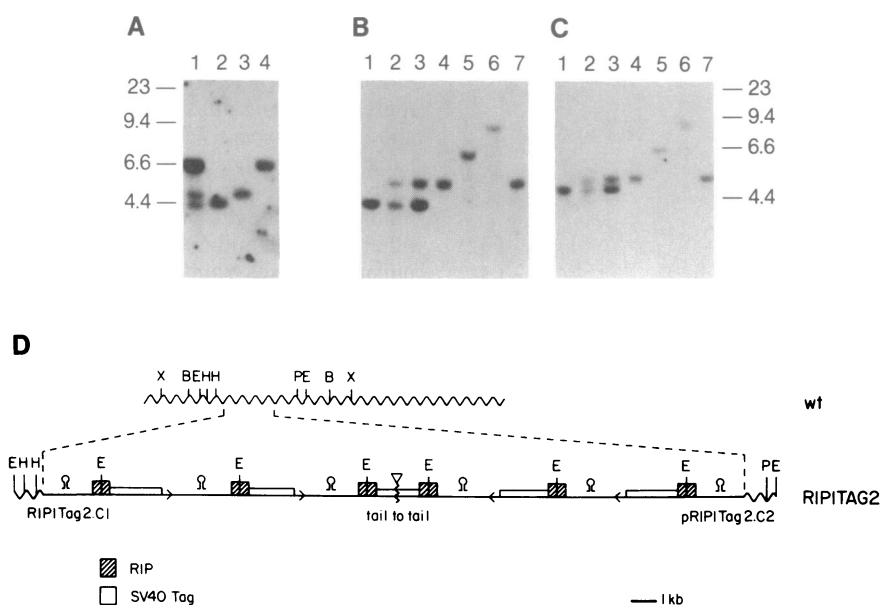 A
B
C
1 2 3 4
1 2 3 4 5 6 7
1 2 3 4 5 6 7
23
9.4
6.6
4.4
23
9.4
6.6
4.4
D
X BEHH PE B X
wt
EHH Ω E Ω E Ω E ▽ E Ω E Ω E Ω PE
RIPITAG2
RIPITag2.C1 tail to tail pRIPITag2.C2
RIP
SV40 Tag
1 kb